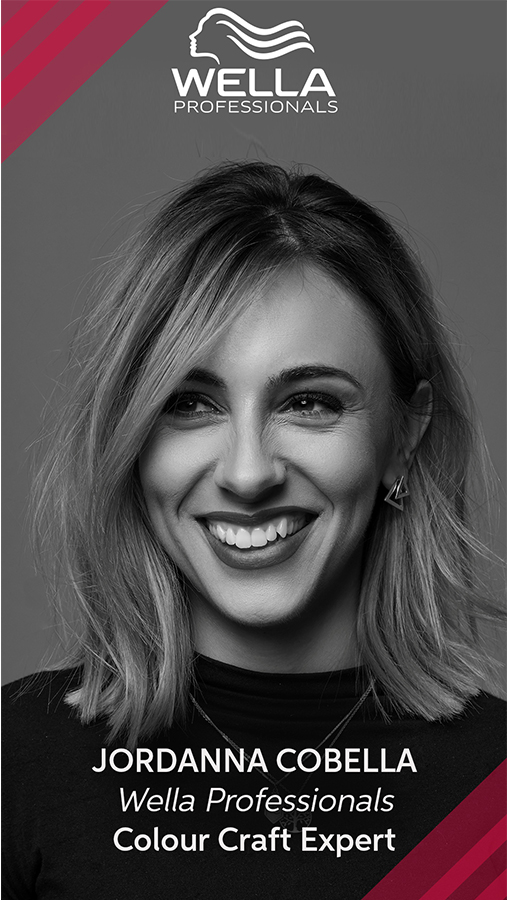 WELLA
PROFESSIONALS
JORDANNA COBELLA
Wella Professionals
Colour Craft Expert